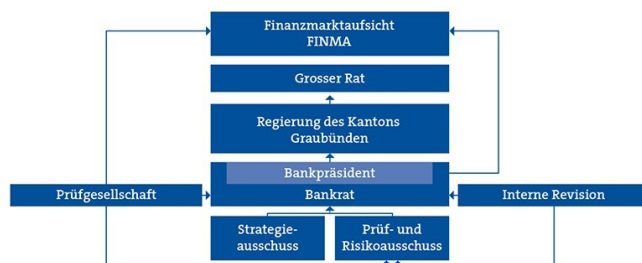 Finanzmarktaufsicht
FINMA
Grosser Rat
Regierung des Kantons
Graubünden
Bankpräsident
Prüfgesellschaft
Bankrat
Interne Revision
Strategie-
ausschuss
Prüf- und
Risikoausschuss